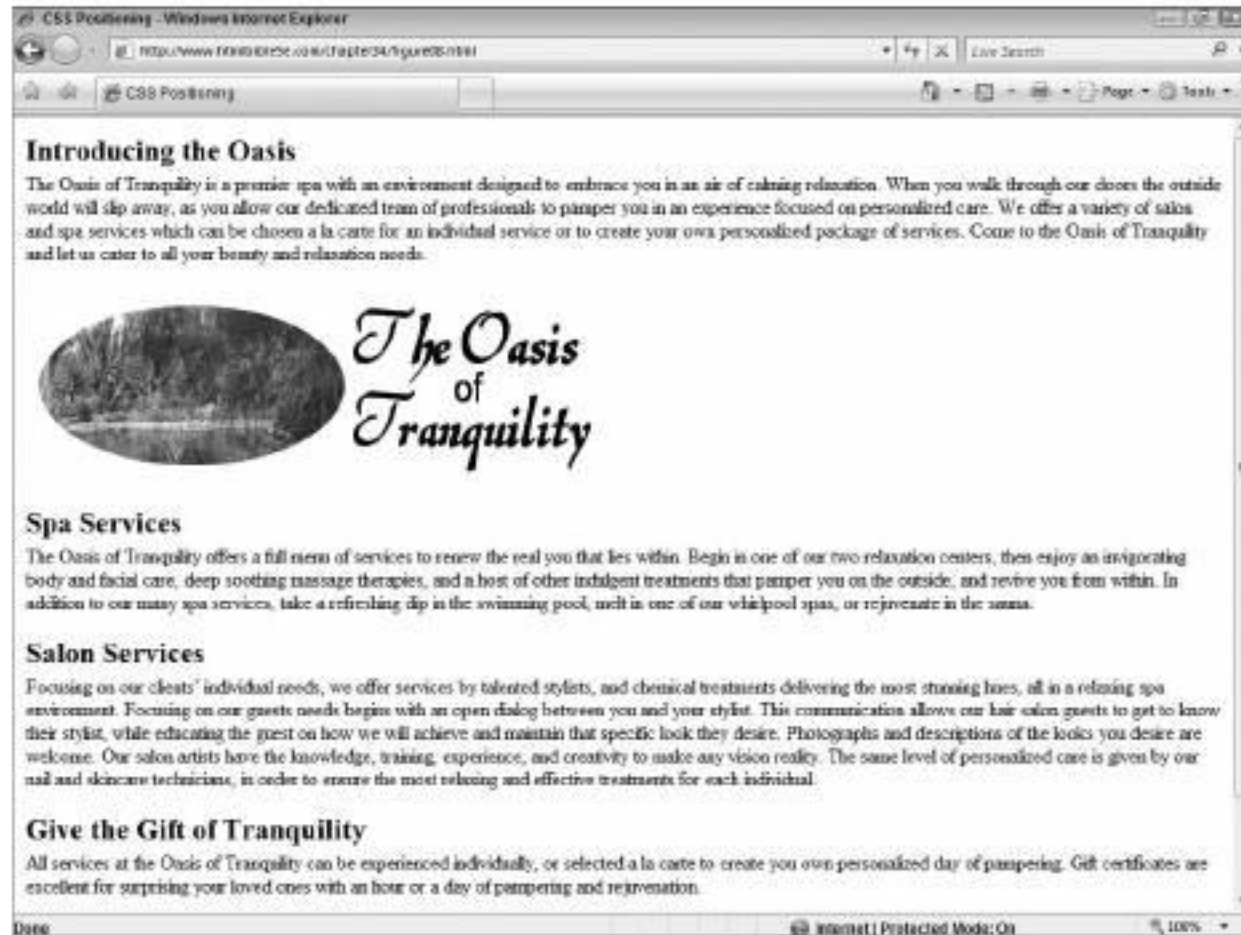 CSS Positioning - Windows Internet Explorer
Live Search
CSS Positioning
Page Tools
Introducing the Oasis
The Oasis of Tranquility is a premier spa with an environment designed to embrace you in an air of calming relaxation. When you walk through our doors the outside
world will slip away, as you allow our dedicated team of professionals to pamper you in an experience focused on personalized care. We offer a variety of salon
and spa services which can be chosen a la carte for an individual service or to create your own personalized package of services. Come to the Oasis of Tranquility
and let us cater to all your beauty and relaxation needs.
The Oasis
of
Tranquility
Spa Services
The Oasis of Tranquility offers a full menu of services to renew the real you that lies within. Begin in one of our two relaxation centers, then enjoy an invigorating
body and facial care, deep soothing massage therapies, and a host of other indulgent treatments that pamper you on the outside, and revive you from within. In
addition to our many spa services, take a refreshing dip in the swimming pool, melt in one of our whirlpool spas, or rejuvenate in the sauna.
Salon Services
Focusing on our clients' individual needs, we offer services by talented stylists, and chemical treatments delivering the most stunning hues, all in a relaxing spa
environment. Focusing on our guests needs begins with an open dialog between you and your stylist. This communication allows our hair salon guests to get to know
their stylist, while educating the guest on how we will achieve and maintain that specific look they desire. Photographs and descriptions of the looks you desire are
welcome. Our salon artists have the knowledge, training, experience, and creativity to make any vision reality. The same level of personalized care is given by our
nail and skincare technicians, in order to ensure the most relaxing and effective treatments for each individual.
Give the Gift of Tranquility
All services at the Oasis of Tranquility can be experienced individually, or selected a la carte to create you own personalized day of pampering. Gift certificates are
excellent for surprising your loved ones with an hour or a day of pampering and rejuvenation.
Done Internet | Protected Mode: On 100%